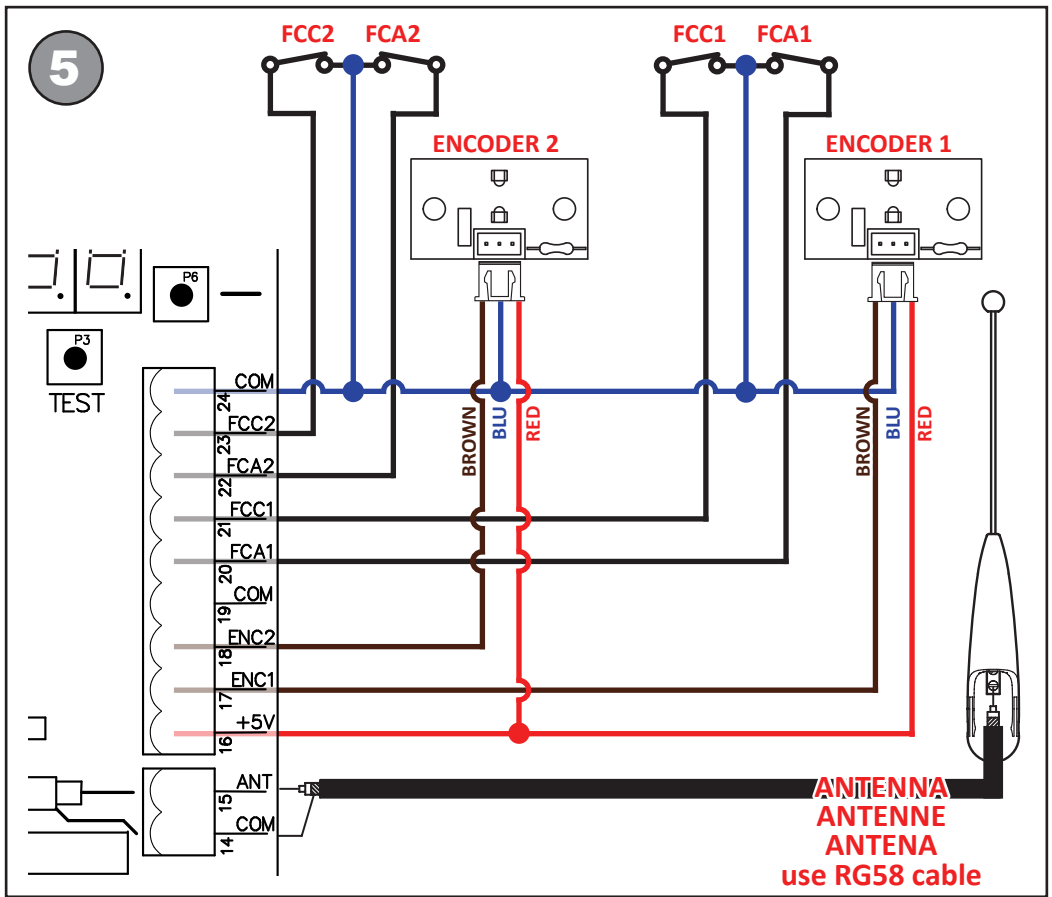 5
FCC2 FCA2 FCC1 FCA1
ENCODER 2 ENCODER 1
P6
P3
TEST
BROWN BLU RED BROWN BLU RED
COM
24
FCC2
23
FCA2
22
FCC1
21
FCA1
20
COM
19
ENC2
18
ENC1
17
+5V
16
ANT
15
COM
14
ANTENNA
ANTENNE
ANTENA
use RG58 cable